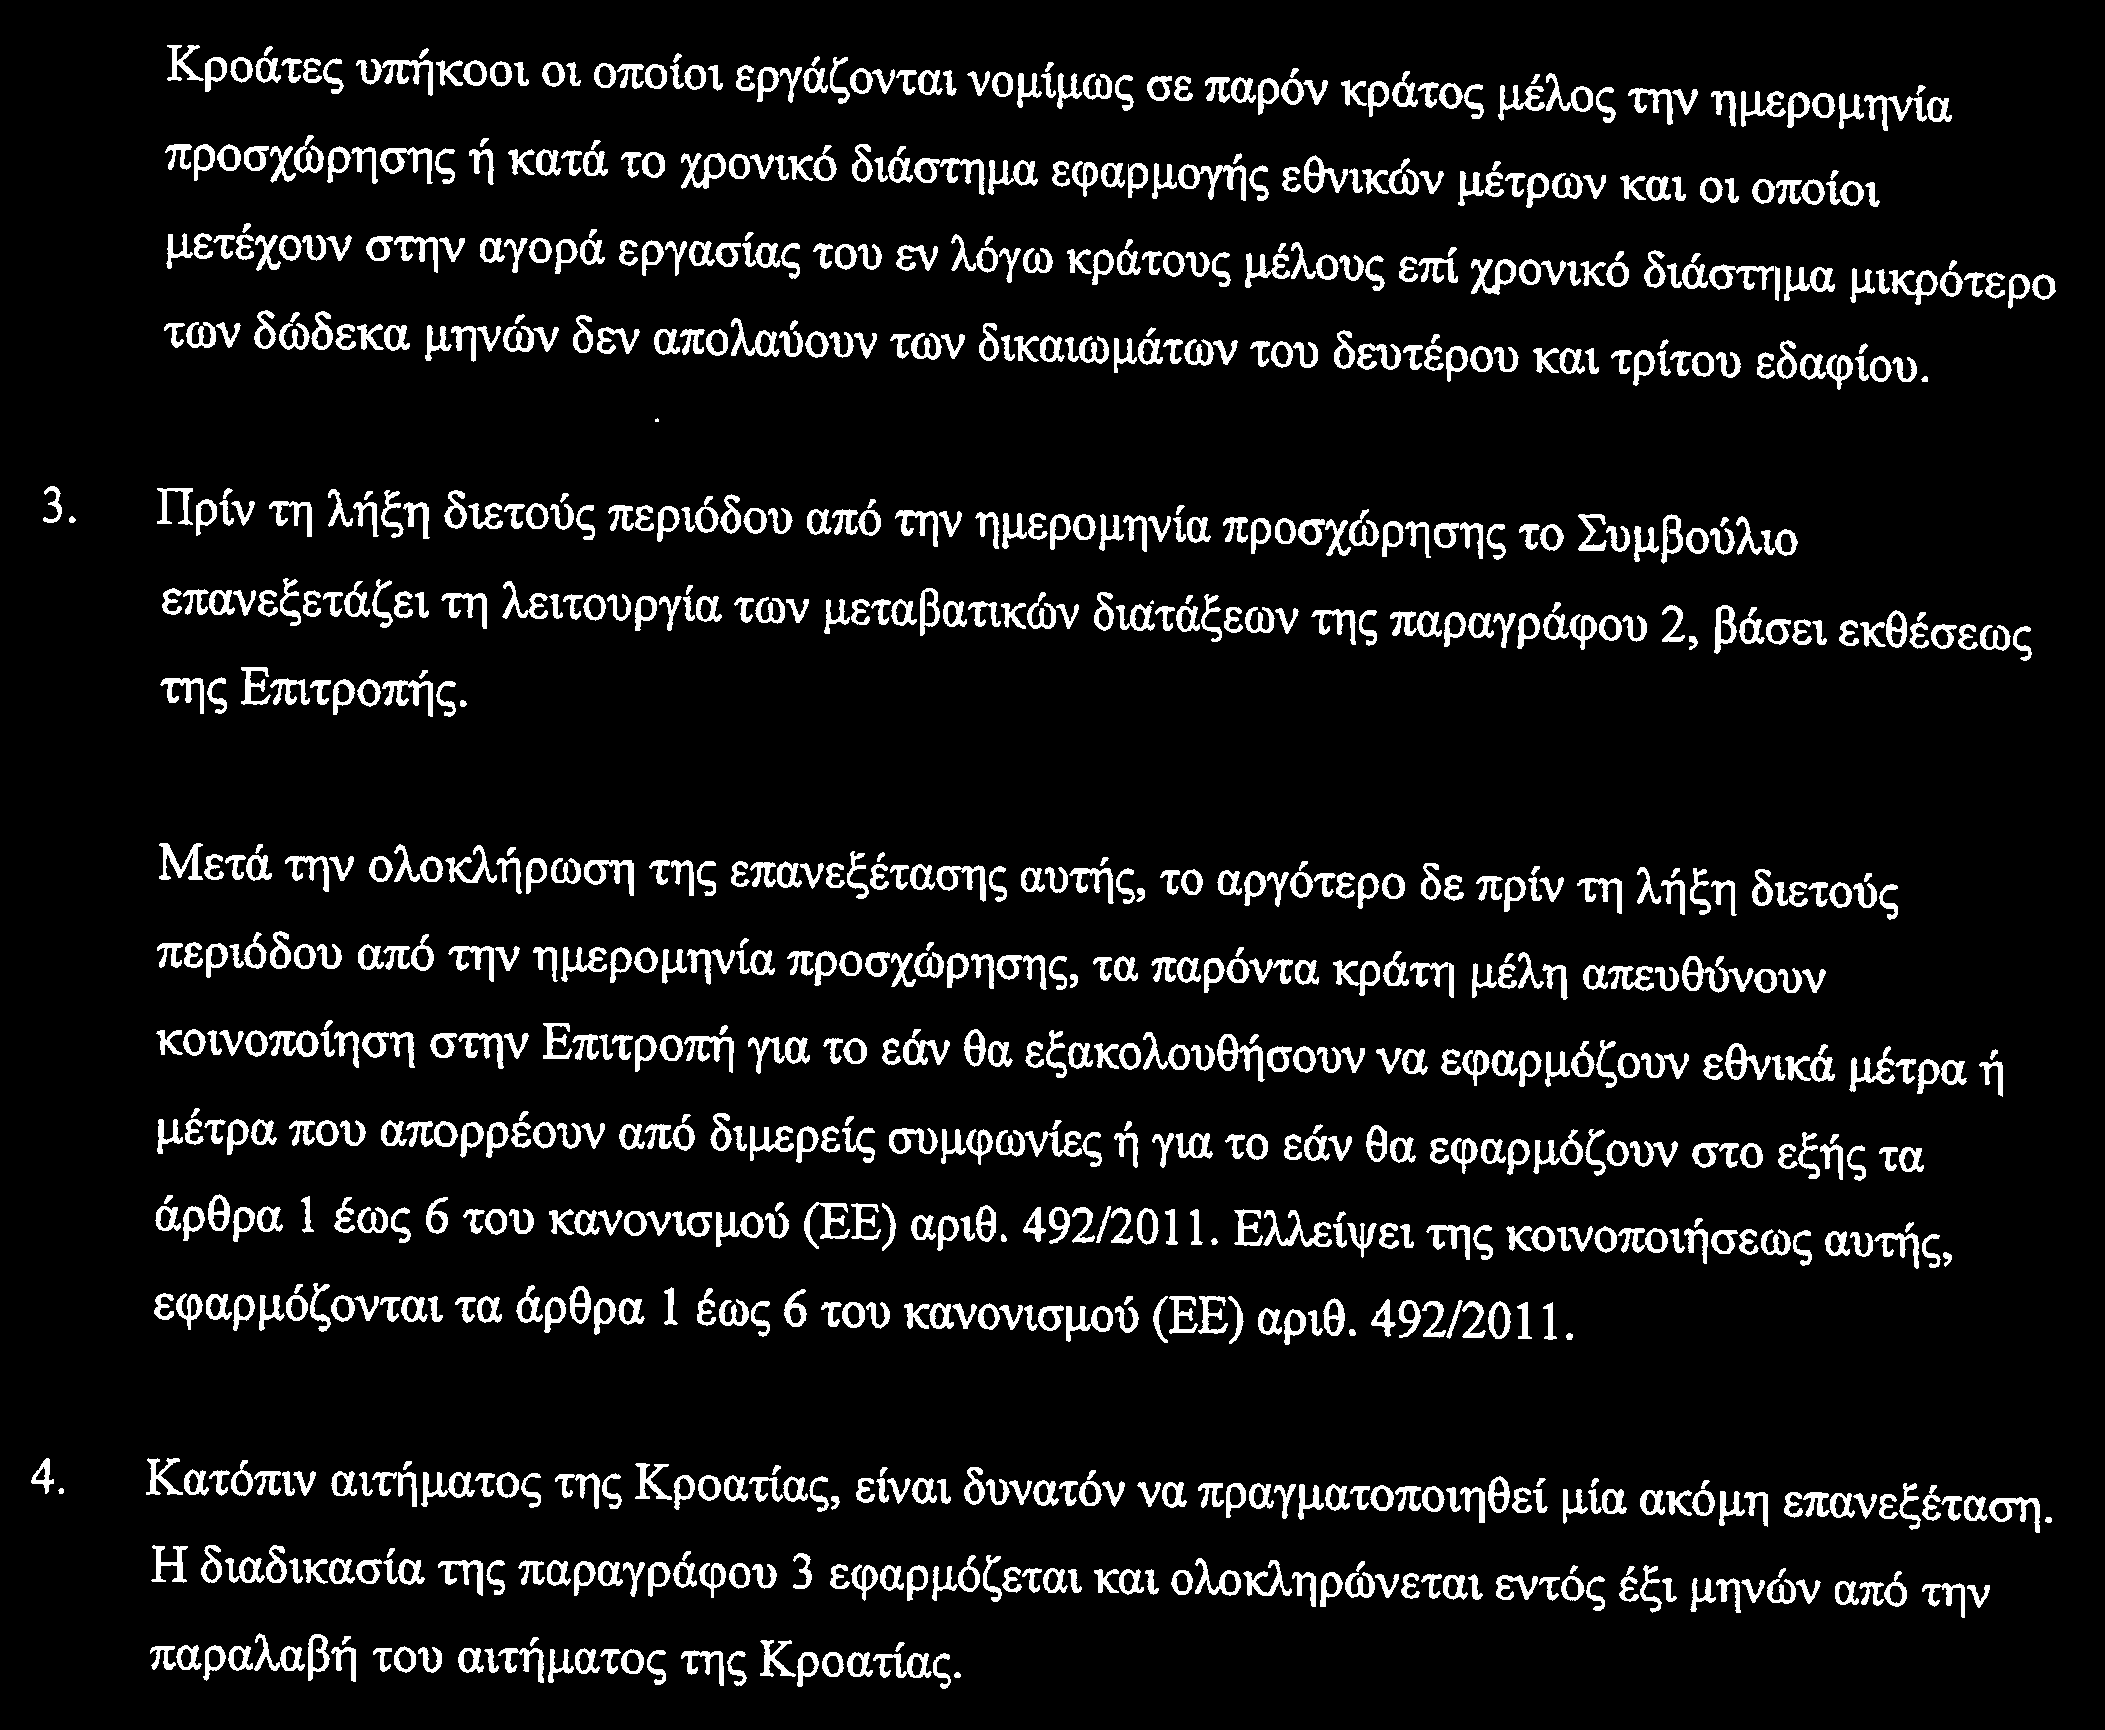 Κροάτες υπήκοοι οι οποίοι εργάζονται νομίμως σε παρόν κράτος μέλος την ημερομηνία
προσχώρησης ή κατά το χρονικό διάστημα εφαρμογής εθνικών μέτρων και οι οποίοι
μετέχουν στην αγορά εργασίας του εν λόγω κράτους μέλους επί χρονικό διάστημα μικρότερο
των δώδεκα μηνών δεν απολαύουν των δικαιωμάτων του δευτέρου και τρίτου εδαφίου.
3. Πρίν τη λήξη διετούς περιόδου από την ημερομηνία προσχώρησης το Συμβούλιο
επανεξετάζει τη λειτουργία των μεταβατικών διατάξεων της παραγράφου 2, βάσει εκθέσεως
της Επιτροπής.
Μετά την ολοκλήρωση της επανεξέτασης αυτής, το αργότερο δε πρίν τη λήξη διετούς
περιόδου από την ημερομηνία προσχώρησης, τα παρόντα κράτη μέλη απευθύνουν
κοινοποίηση στην Επιτροπή για το εάν θα εξακολουθήσουν να εφαρμόζουν εθνικά μέτρα ή
μέτρα που απορρέουν από διμερείς συμφωνίες ή για το εάν θα εφαρμόζουν στο εξής τα
άρθρα 1 έως 6 του κανονισμού (ΕΕ) αριθ. 492/2011. Ελλείψει της κοινοποιήσεως αυτής,
εφαρμόζονται τα άρθρα 1 έως 6 του κανονισμού (ΕΕ) αριθ. 492/2011.
4. Κατόπιν αιτήματος της Κροατίας, είναι δυνατόν να πραγματοποιηθεί μία ακόμη επανεξέταση.
Η διαδικασία της παραγράφου 3 εφαρμόζεται και ολοκληρώνεται εντός έξι μηνών από την
παραλαβή του αιτήματος της Κροατίας.